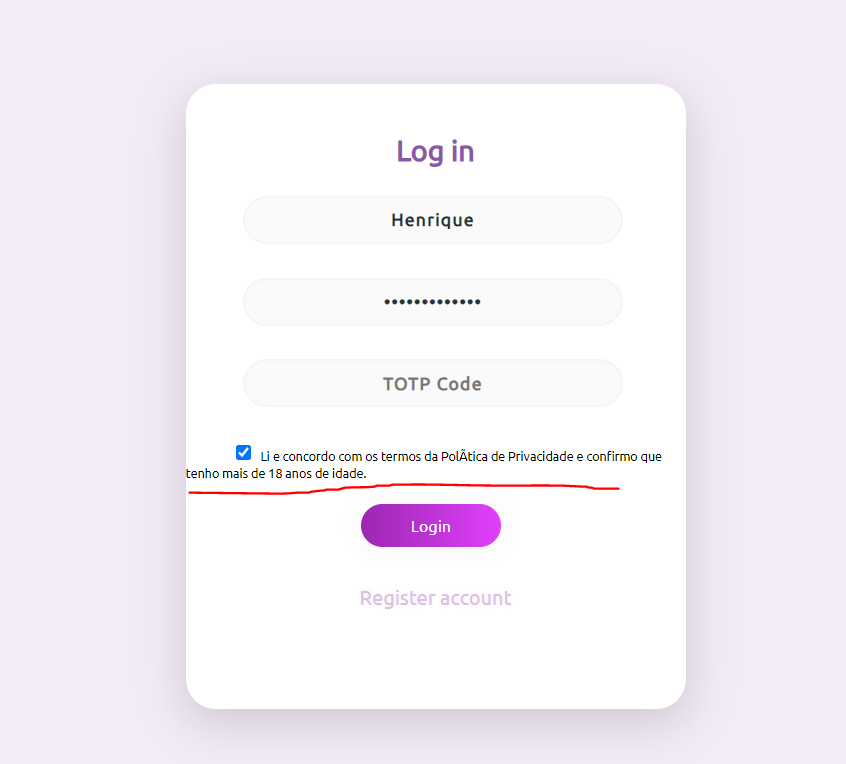 Log in
Henrique
•••••••••••••
TOTP Code
Li e concordo com os termos da PolÃtica de Privacidade e confirmo que
tenho mais de 18 anos de idade.
Login
Register account